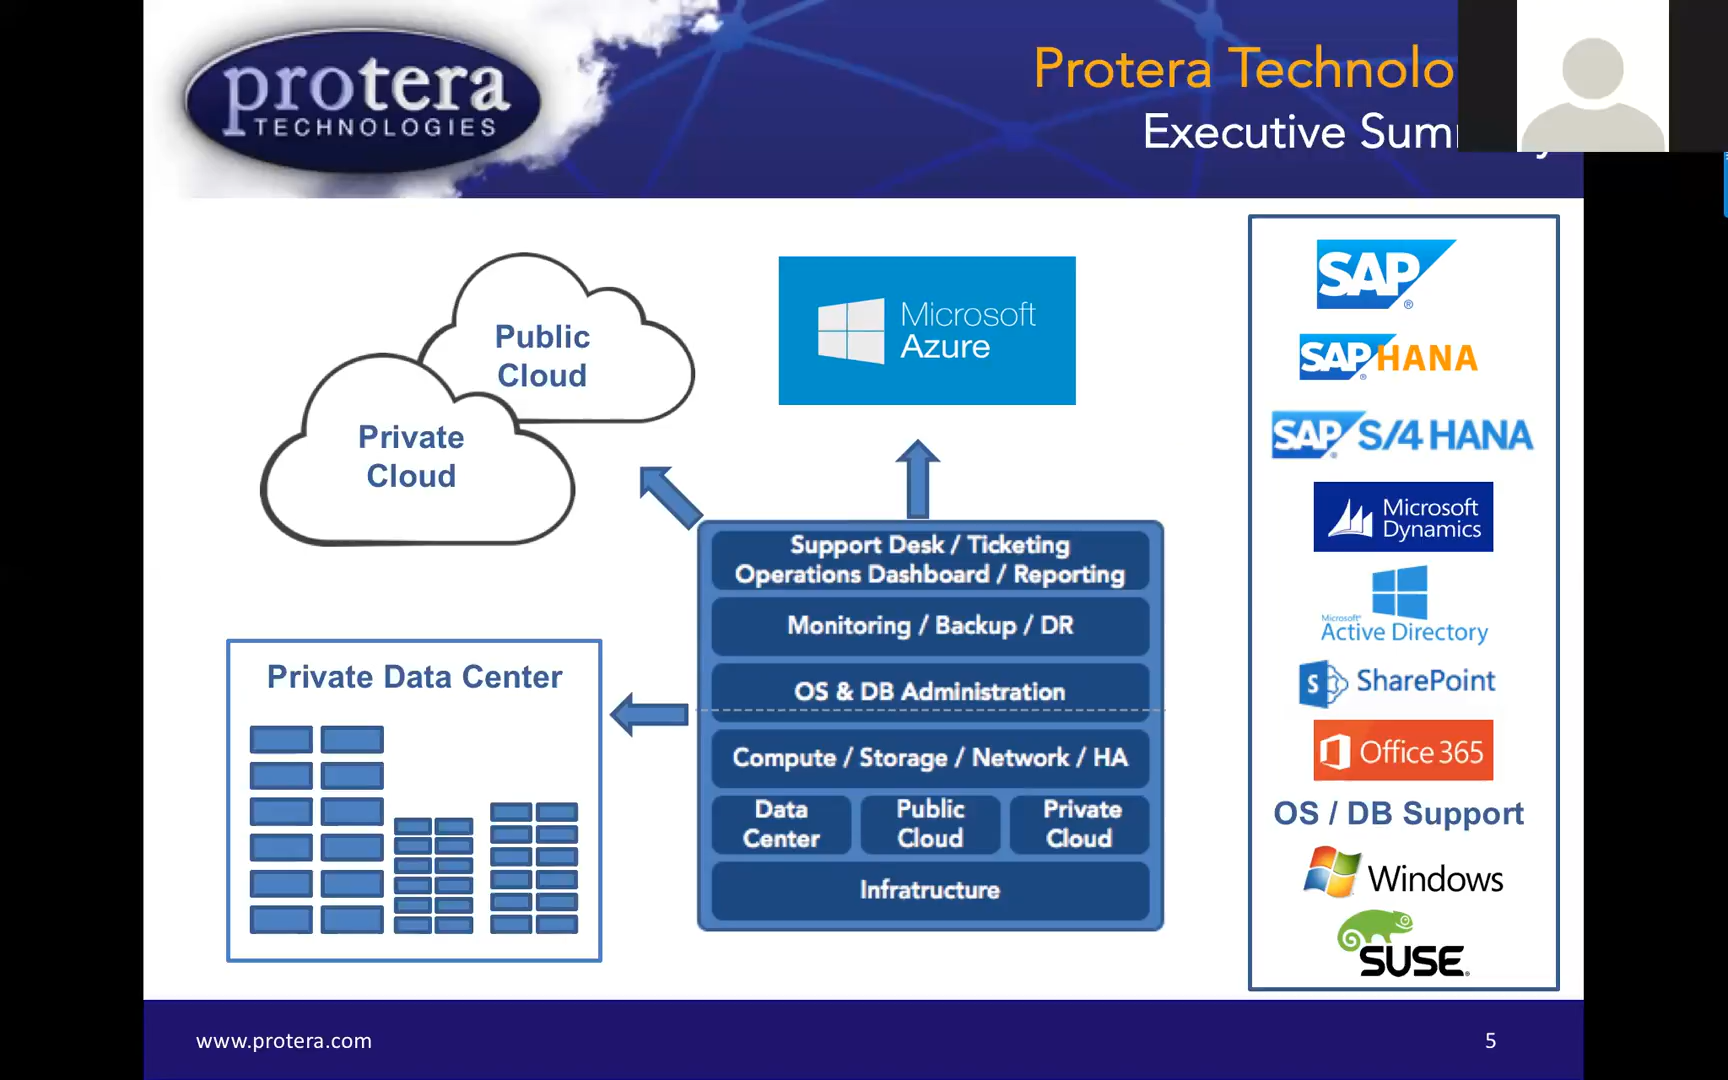 protera
TECHNOLOGIES
Protera Technolo
Executive Sum
Public
Cloud
Private
Cloud
Microsoft
Azure
Support Desk / Ticketing
Operations Dashboard / Reporting
Monitoring / Backup / DR
OS & DB Administration
Compute / Storage / Network / HA
Data
Center
Public
Cloud
Private
Cloud
Infratructure
Private Data Center
SAP®
SAP® HANA
SAP® S/4 HANA
Microsoft
Dynamics
Microsoft®
Active Directory
S SharePoint
Office 365
OS / DB Support
Windows
SUSE.
www.protera.com
5